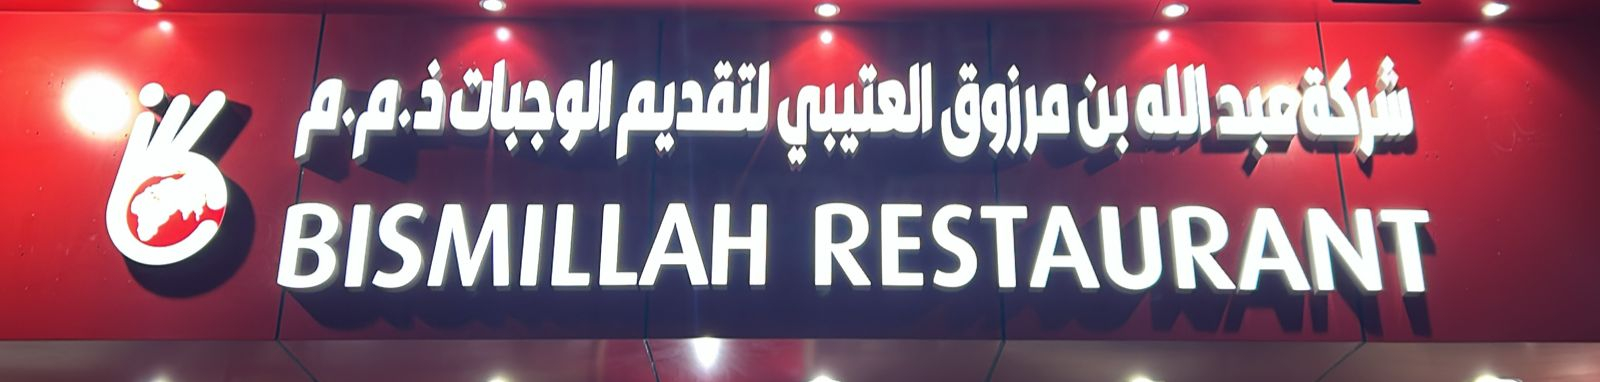 شركة عبد الله بن مرزوق العتيبي لتقديم الوجبات ذ.م.م
BISMILLAH RESTAURANT